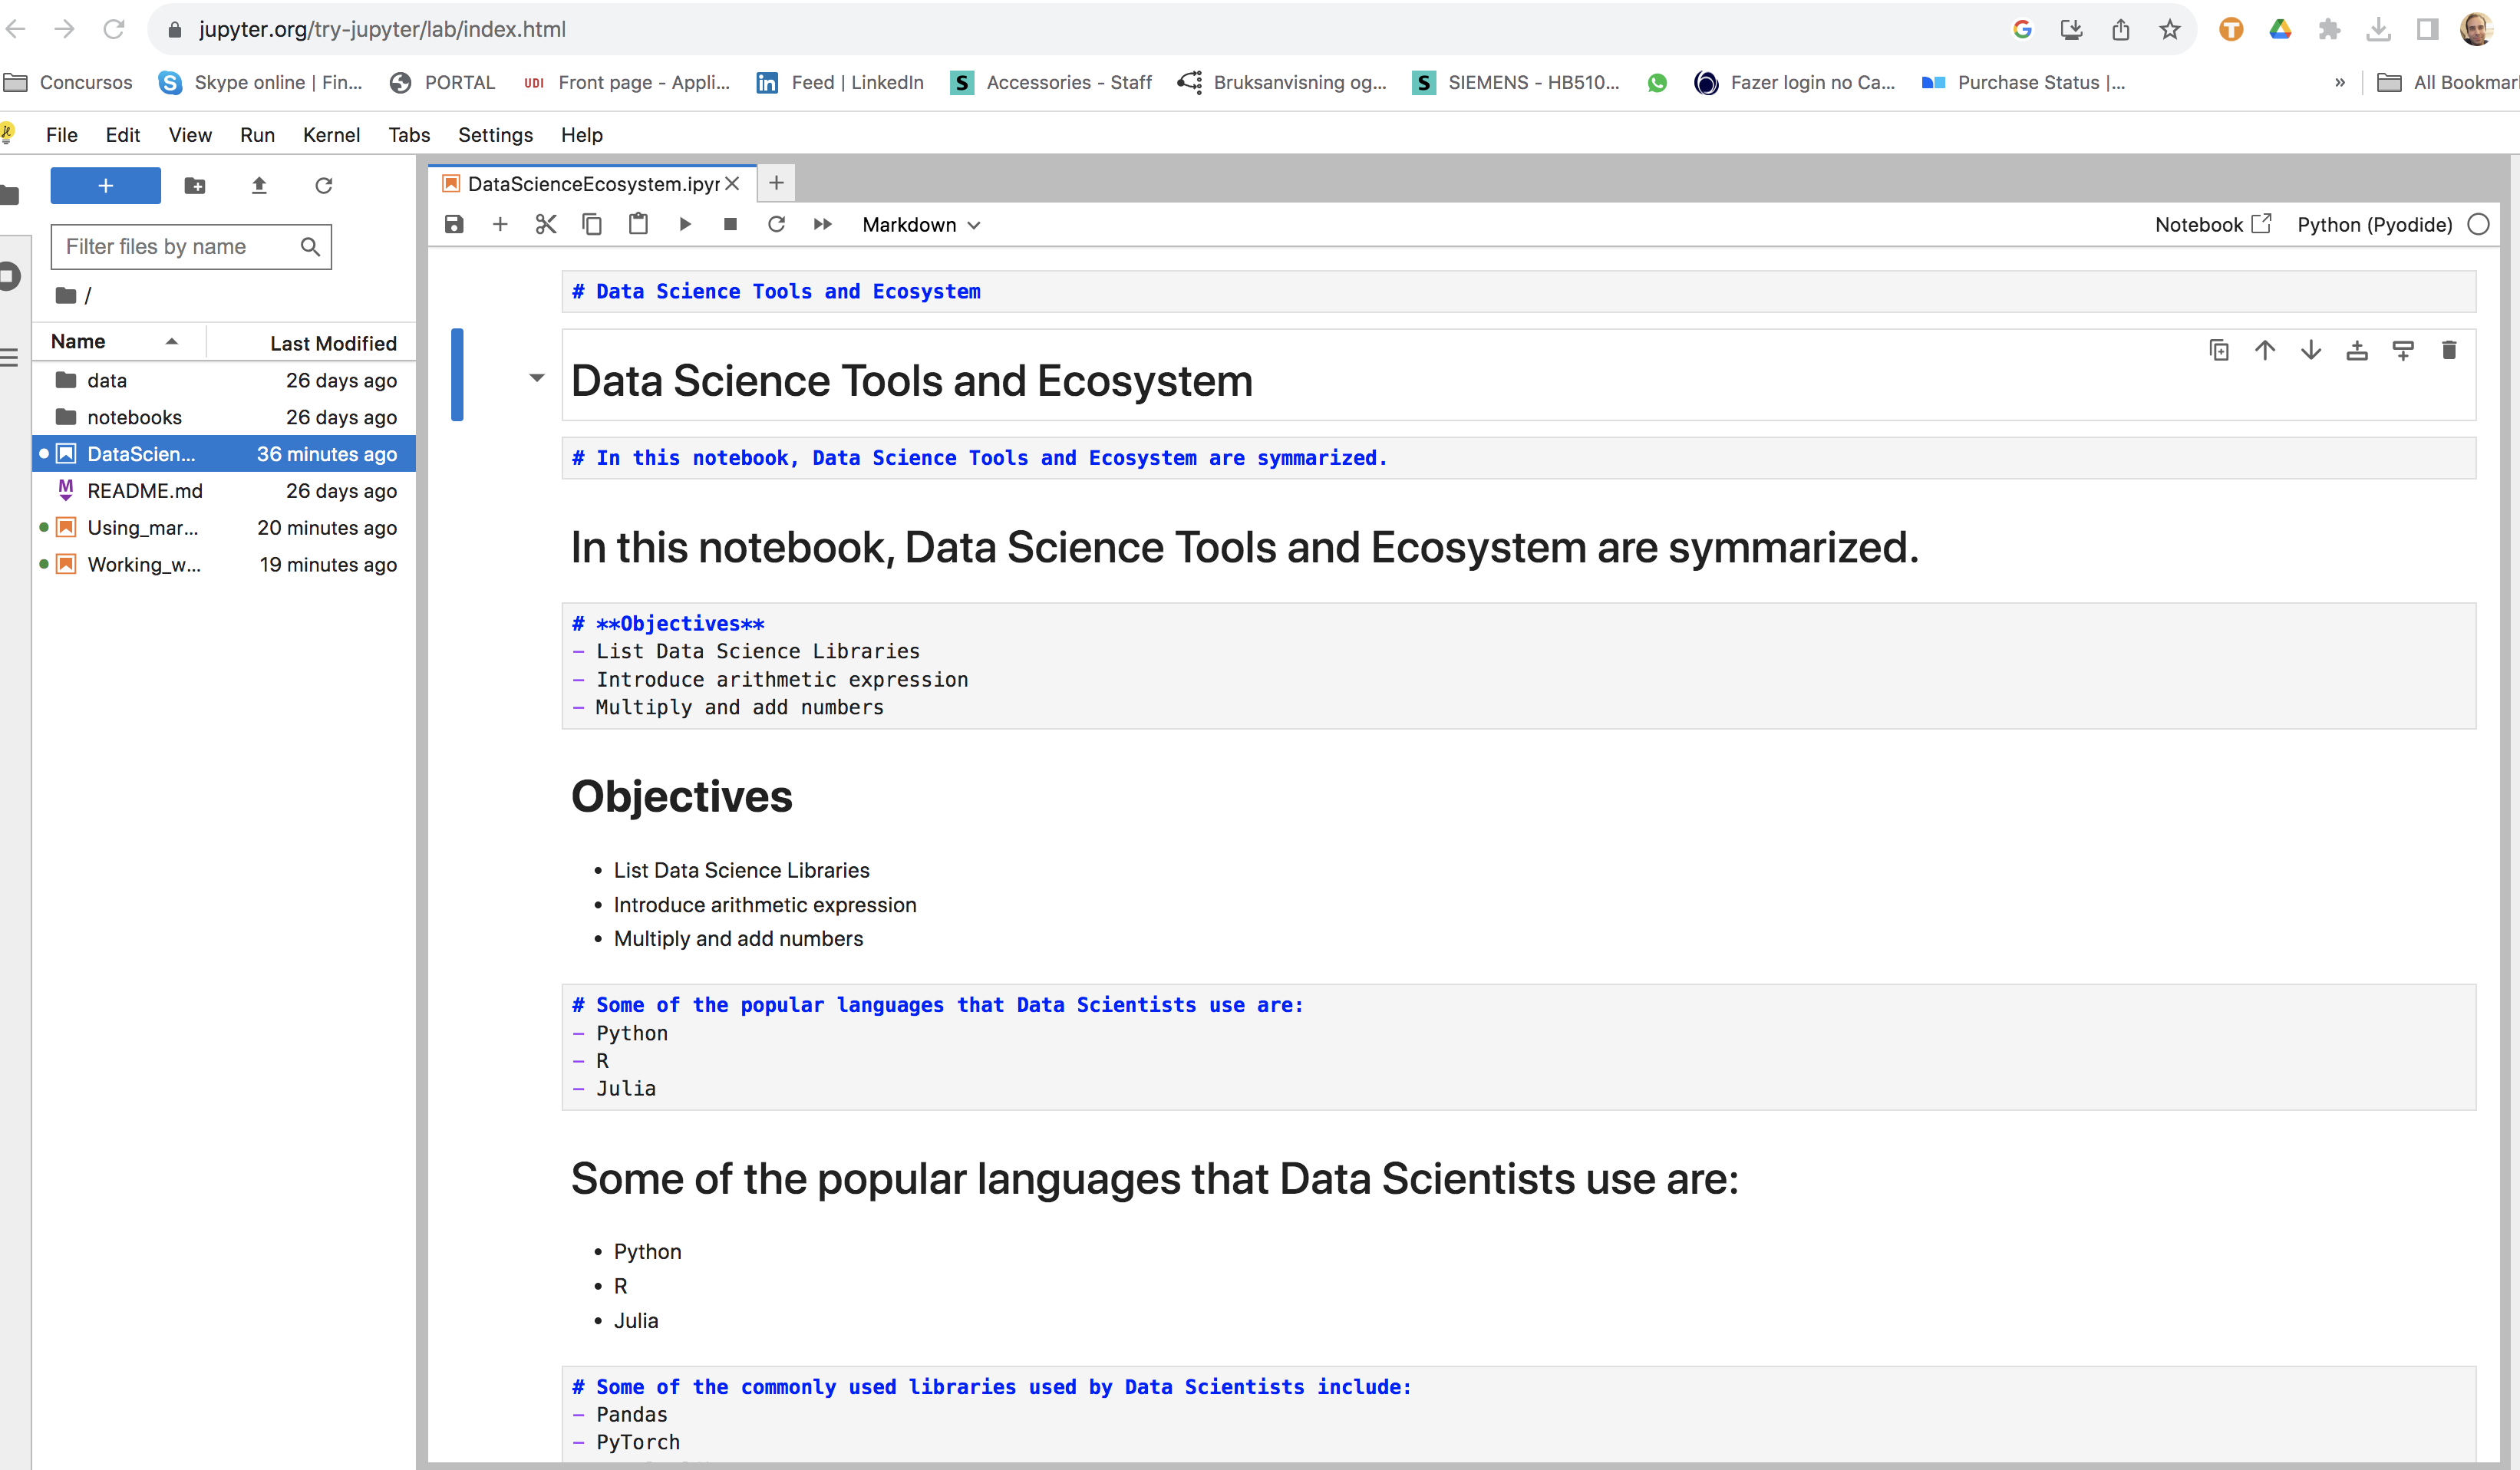 jupyter.org/try-jupyter/lab/index.html
Concursos Skype online | Fin... PORTAL UDI Front page - Appli... in Feed | LinkedIn S Accessories - Staff Bruksanvisning og... S SIEMENS - HB510... Fazer login no Ca... Purchase Status |... » All Bookmar
File Edit View Run Kernel Tabs Settings Help
+
DataScienceEcosystem.ipyr
Markdown
Notebook Python (Pyodide)
Filter files by name
/
Name Last Modified
data 26 days ago
notebooks 26 days ago
DataScien... 36 minutes ago
README.md 26 days ago
Using_mar... 20 minutes ago
Working_w... 19 minutes ago
# Data Science Tools and Ecosystem
Data Science Tools and Ecosystem
# In this notebook, Data Science Tools and Ecosystem are symmarized.
In this notebook, Data Science Tools and Ecosystem are symmarized.
# **Objectives**
- List Data Science Libraries
- Introduce arithmetic expression
- Multiply and add numbers
Objectives
• List Data Science Libraries
• Introduce arithmetic expression
• Multiply and add numbers
# Some of the popular languages that Data Scientists use are:
- Python
- R
- Julia
Some of the popular languages that Data Scientists use are:
• Python
• R
• Julia
# Some of the commonly used libraries used by Data Scientists include:
- Pandas
- PyTorch